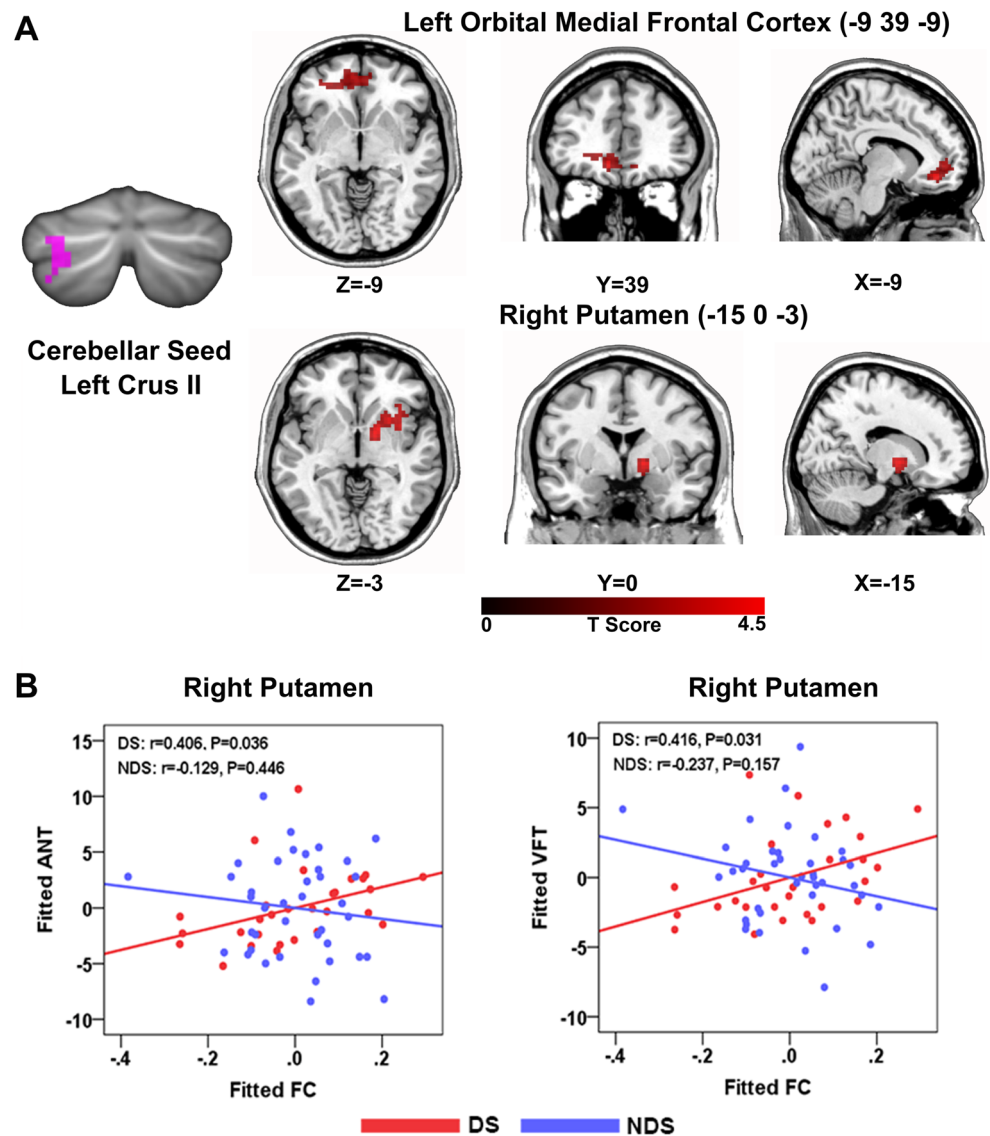 A
Left Orbital Medial Frontal Cortex (-9 39 -9)
Z=-9
Y=39
X=-9
Right Putamen (-15 0 -3)
Cerebellar Seed
Left Crus II
Z=-3
Y=0
X=-15
0
T Score
4.5
B
Right Putamen
DS: r=0.406, P=0.036
NDS: r=-0.129, P=0.446
15
10
5
0
-5
-10
Fitted ANT
-.4
-.2
.0
.2
Fitted FC
Right Putamen
DS: r=0.416, P=0.031
NDS: r=-0.237, P=0.157
10
5
0
-5
-10
Fitted VFT
-.4
-.2
.0
.2
Fitted FC
DS
NDS